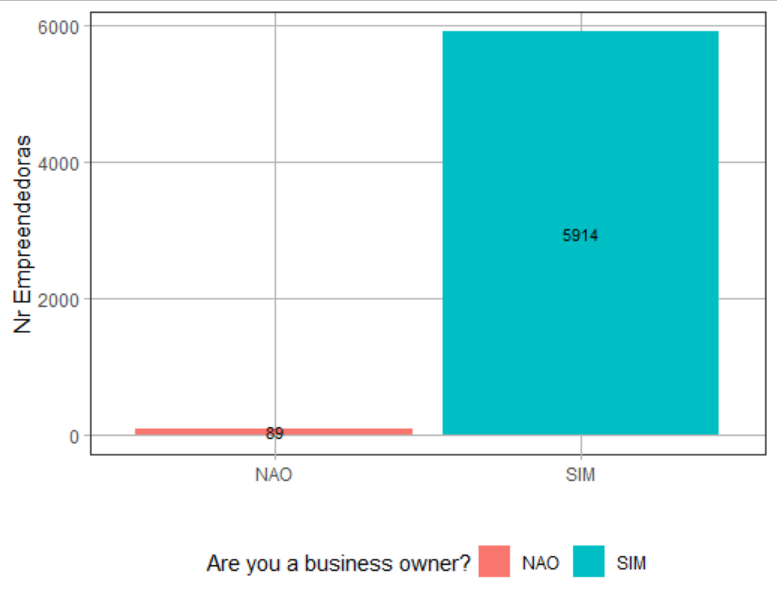 6000
Nr Empreendedoras
4000
5914
2000
89
0
NAO SIM
Are you a business owner? NAO SIM